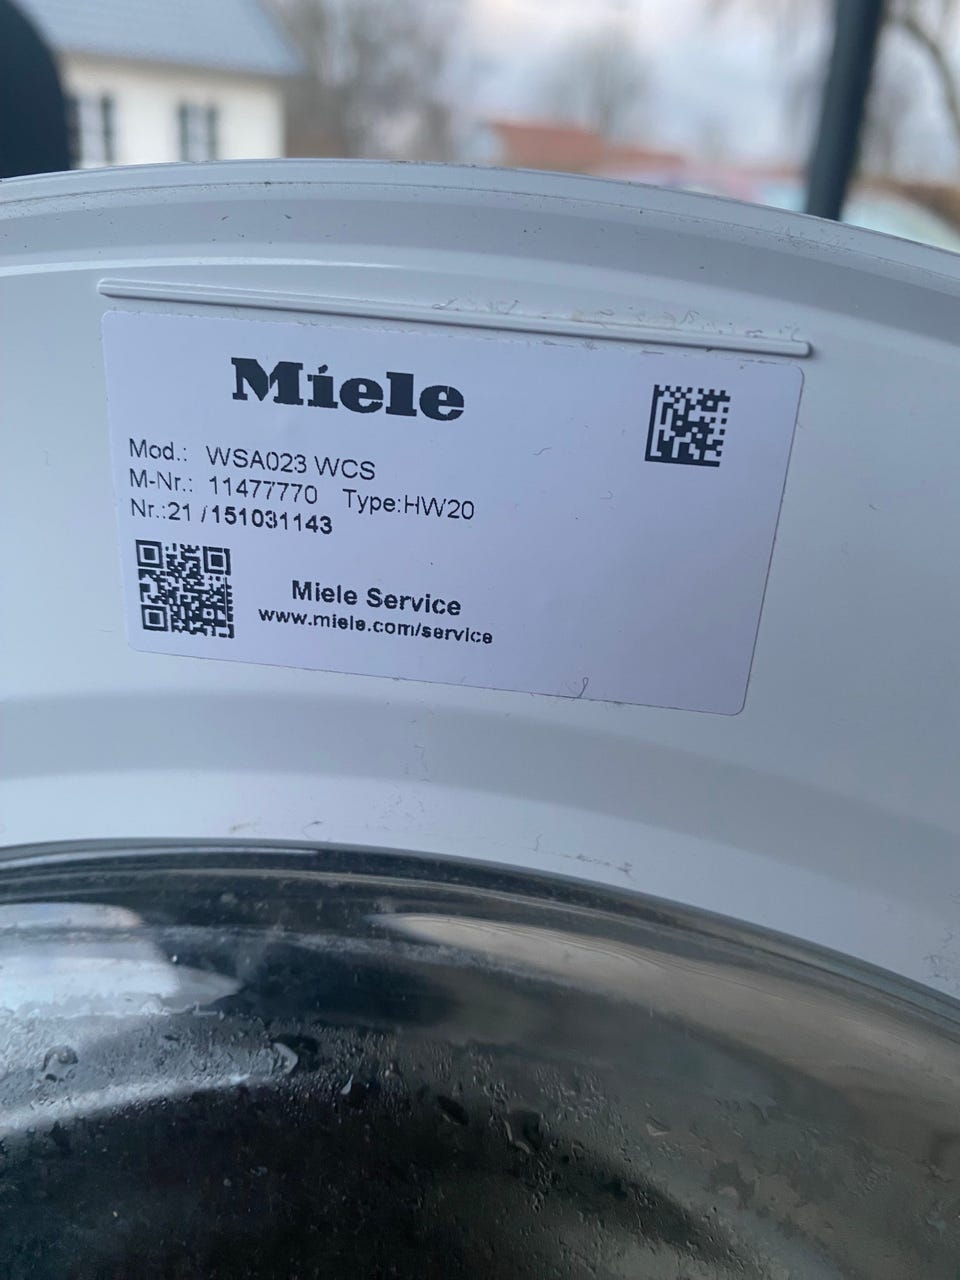 Miele
Mod.: WSA023 WCS
M-Nr.: 11477770 Type:HW20
Nr.:21 /151031143
Miele Service
www.miele.com/service